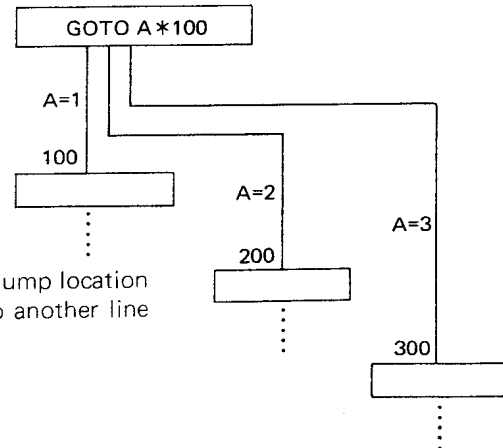 GOTO A*100
A=1
100
A=2
A=3
ump location
200
another line
300